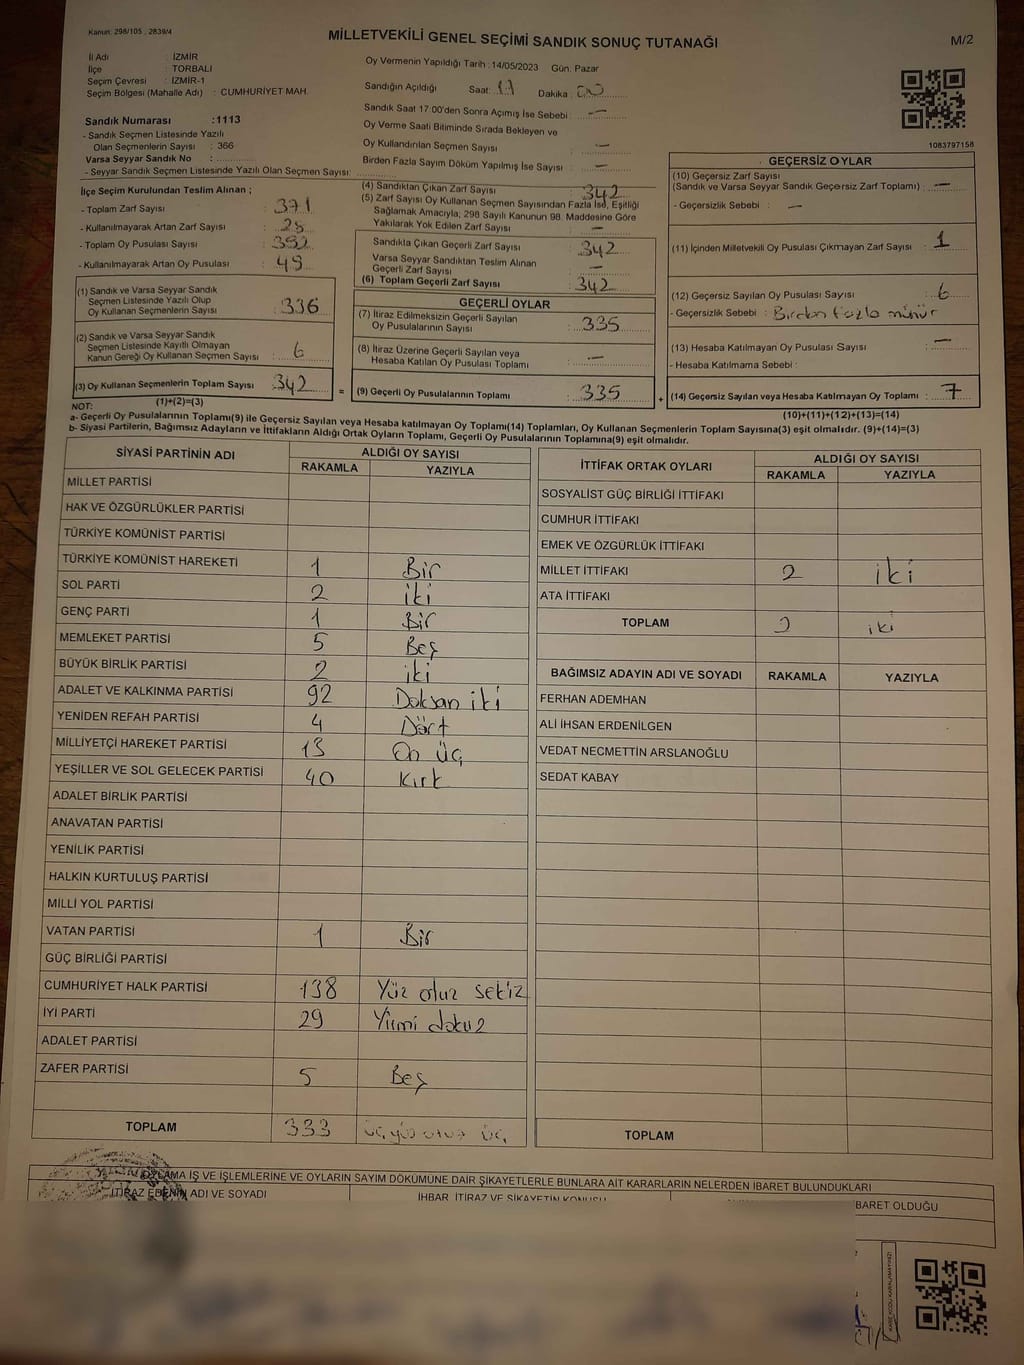 Kanun: 298/105 , 2839/4
MİLLETVEKİLİ GENEL SEÇİMİ SANDIK SONUÇ TUTANAĞI
M/2
İl Adı : İZMİR
İlçe : TORBALI
Seçim Çevresi : İZMİR-1
Seçim Bölgesi (Mahalle Adı) : CUMHURİYET MAH.
Sandık Numarası :1113
- Sandık Seçmen Listesinde Yazılı
Olan Seçmenlerin Sayısı : 366
Varsa Seyyar Sandık No :
- Seyyar Sandık Seçmen Listesinde Yazılı Olan Seçmen Sayısı:
Oy Vermenin Yapıldığı Tarih : 14/05/2023 Gün: Pazar
Sandığın Açıldığı Saat: 17 Dakika : 00
Sandık Saat 17:00'den Sonra Açımış İse Sebebi : —
Oy Verme Saati Bitiminde Sırada Bekleyen ve
Oy Kullandırılan Seçmen Sayısı : —
Birden Fazla Sayım Döküm Yapılmış İse Sayısı : —
1083797158
İlçe Seçim Kurulundan Teslim Alınan ;
- Toplam Zarf Sayısı : 371
- Kullanılmayarak Artan Zarf Sayısı :
- Toplam Oy Pusulası Sayısı :
- Kullanılmayarak Artan Oy Pusulası : 49
(1) Sandık ve Varsa Seyyar Sandık
Seçmen Listesinde Yazılı Olup
Oy Kullanan Seçmenlerin Sayısı : 336
(2) Sandık ve Varsa Seyyar Sandık
Seçmen Listesinde Kayıtlı Olmayan
Kanun Gereği Oy Kullanan Seçmen Sayısı : 6
(3) Oy Kullanan Seçmenlerin Toplam Sayısı : 342
(1)+(2)=(3)
(4) Sandıktan Çıkan Zarf Sayısı : 342
(5) Zarf Sayısı Oy Kullanan Seçmen Sayısından Fazla İse, Eşitliği
Sağlamak Amacıyla, 298 Sayılı Kanunun 98. Maddesine Göre
Yakılarak Yok Edilen Zarf Sayısı : —
Sandıkta Çıkan Geçerli Zarf Sayısı : 342
Varsa Seyyar Sandıktan Teslim Alınan
Geçerli Zarf Sayısı : —
(6) Toplam Geçerli Zarf Sayısı : 342
GEÇERLİ OYLAR
(7) İtiraz Edilmeksizin Geçerli Sayılan
Oy Pusulalarının Sayısı : 335
(8) İtiraz Üzerine Geçerli Sayılan veya
Hesaba Katılan Oy Pusulası Toplamı : —
= (9) Geçerli Oy Pusulalarının Toplamı : 335
GEÇERSİZ OYLAR
(10) Geçersiz Zarf Sayısı
(Sandık ve Varsa Seyyar Sandık Geçersiz Zarf Toplamı) : —
- Geçersizlik Sebebi : —
(11) İçinden Milletvekili Oy Pusulası Çıkmayan Zarf Sayısı : 1
(12) Geçersiz Sayılan Oy Pusulası Sayısı : 6
- Geçersizlik Sebebi : Birden fazla mühür
(13) Hesaba Katılmayan Oy Pusulası Sayısı : —
- Hesaba Katılmama Sebebi :
+ (14) Geçersiz Sayılan veya Hesaba Katılmayan Oy Toplamı : 7
(10)+(11)+(12)+(13)=(14)
NOT:
a- Geçerli Oy Pusulalarının Toplamı(9) ile Geçersiz Sayılan veya Hesaba katılmayan Oy Toplamı(14) Toplamları, Oy Kullanan Seçmenlerin Toplam Sayısına(3) eşit olmalıdır. (9)+(14)=(3)
b- Siyasi Partilerin, Bağımsız Adayların ve İttifakların Aldığı Ortak Oyların Toplamı, Geçerli Oy Pusulalarının Toplamına(9) eşit olmalıdır.
SİYASİ PARTİNİN ADI ALDIĞI OY SAYISI
RAKAMLA YAZIYLA
MİLLET PARTİSİ
HAK VE ÖZGÜRLÜKLER PARTİSİ
TÜRKİYE KOMÜNİST PARTİSİ
TÜRKİYE KOMÜNİST HAREKETİ 1 Bir
SOL PARTİ 2 iki
GENÇ PARTİ 1 Bir
MEMLEKET PARTİSİ 5 Beş
BÜYÜK BİRLİK PARTİSİ 2 iki
ADALET VE KALKINMA PARTİSİ 92 Doksan iki
YENİDEN REFAH PARTİSİ 4 Dört
MİLLİYETÇİ HAREKET PARTİSİ 13 On üç
YEŞİLLER VE SOL GELECEK PARTİSİ 40 Kırk
ADALET BİRLİK PARTİSİ
ANAVATAN PARTİSİ
YENİLİK PARTİSİ
HALKIN KURTULUŞ PARTİSİ
MİLLİ YOL PARTİSİ
VATAN PARTİSİ 1 Bir
GÜÇ BİRLİĞİ PARTİSİ
CUMHURİYET HALK PARTİSİ 138 Yüz otuz sekiz
İYİ PARTİ 29 Yirmi dokuz
ADALET PARTİSİ
ZAFER PARTİSİ 5 Beş
TOPLAM 333 üç yüz otuz üç
İTTİFAK ORTAK OYLARI ALDIĞI OY SAYISI
RAKAMLA YAZIYLA
SOSYALİST GÜÇ BİRLİĞİ İTTİFAKI
CUMHUR İTTİFAKI
EMEK VE ÖZGÜRLÜK İTTİFAKI
MİLLET İTTİFAKI 2 iki
ATA İTTİFAKI
TOPLAM 2 iki
BAĞIMSIZ ADAYIN ADI VE SOYADI RAKAMLA YAZIYLA
FERHAN ADEMHAN
ALİ İHSAN ERDENİLGEN
VEDAT NECMETTİN ARSLANOĞLU
SEDAT KABAY
TOPLAM
İŞ VE İŞLEMLERİNE VE OYLARIN SAYIM DÖKÜMÜNE DAİR ŞİKAYETLERLE BUNLARA AİT KARARLARIN NELERDEN İBARET BULUNDUKLARI
İTİRAZ EDENİN ADI VE SOYADI İHBAR, İTİRAZ VE ŞİKAYETİN KONUSU İBARET OLDUĞU